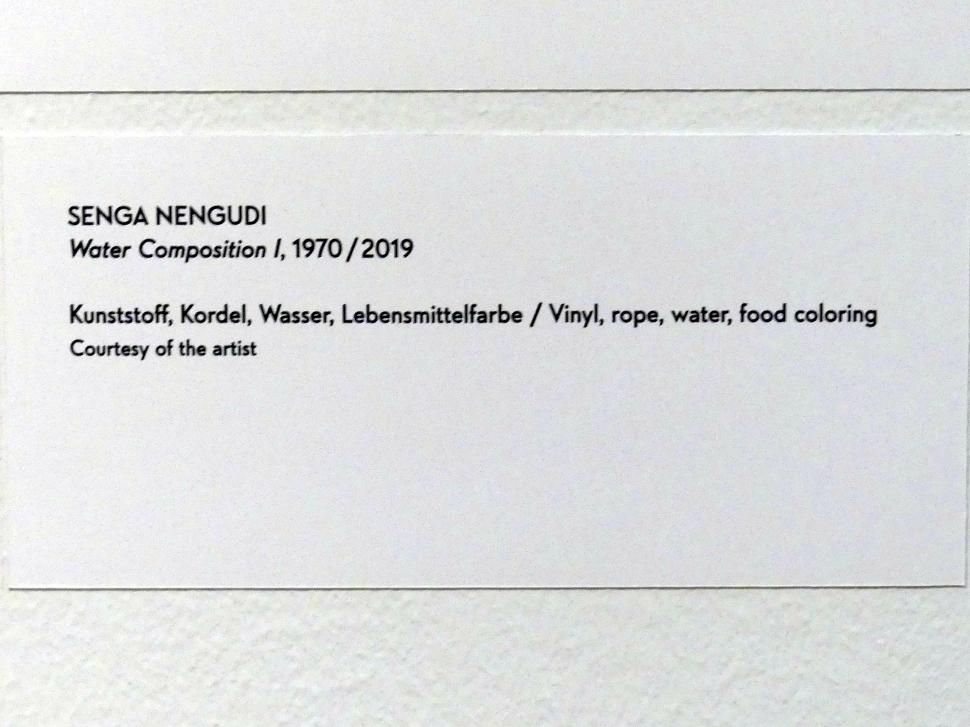 SENGA NENGUDI
Water Composition I, 1970 / 2019
Kunststoff, Kordel, Wasser, Lebensmittelfarbe / Vinyl, rope, water, food coloring
Courtesy of the artist